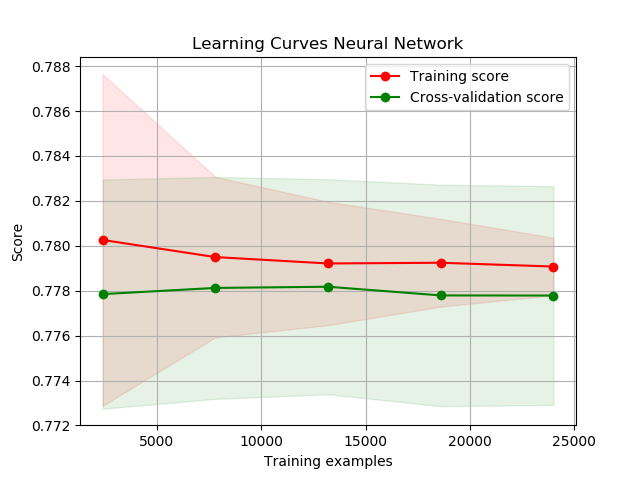 Learning Curves Neural Network
Training score
Cross-validation score
Score
0.788
0.786
0.784
0.782
0.780
0.778
0.776
0.774
0.772
5000 10000 15000 20000 25000
Training examples